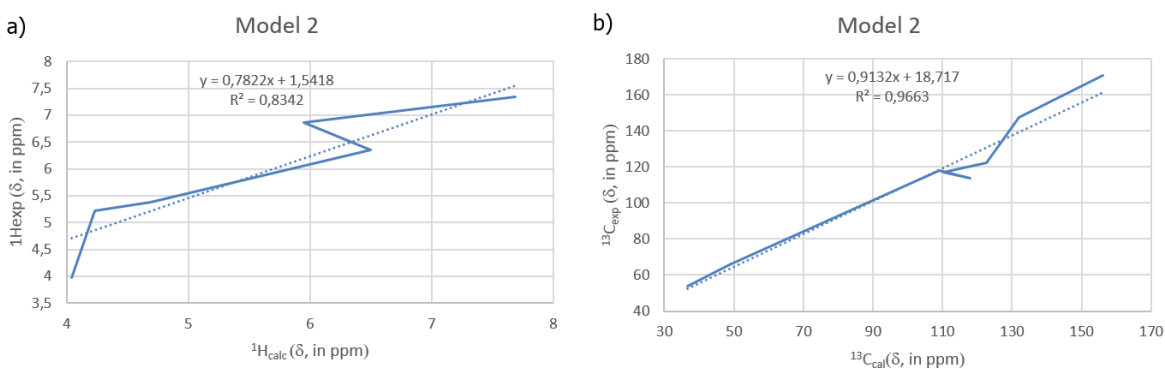 a)
Model 2
y = 0,7822x + 1,5418
R² = 0,8342
8
7,5
7
6,5
6
5,5
5
4,5
4
3,5
4 5 6 7 8
1Hexp (δ, in ppm)
¹Hcalc (δ, in ppm)
b)
Model 2
y = 0,9132x + 18,717
R² = 0,9663
180
160
140
120
100
80
60
40
30 50 70 90 110 130 150 170
¹³Cexp (δ, in ppm)
¹³Ccal(δ, in ppm)